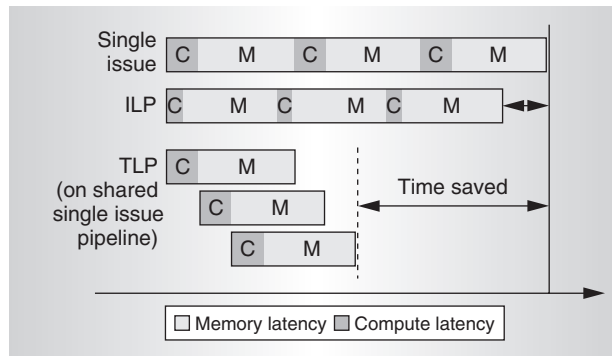 Single
issue
C M C M C M
ILP
C M C M C M
TLP
(on shared
single issue
pipeline)
C M
Time saved
C M
C M
Memory latency Compute latency